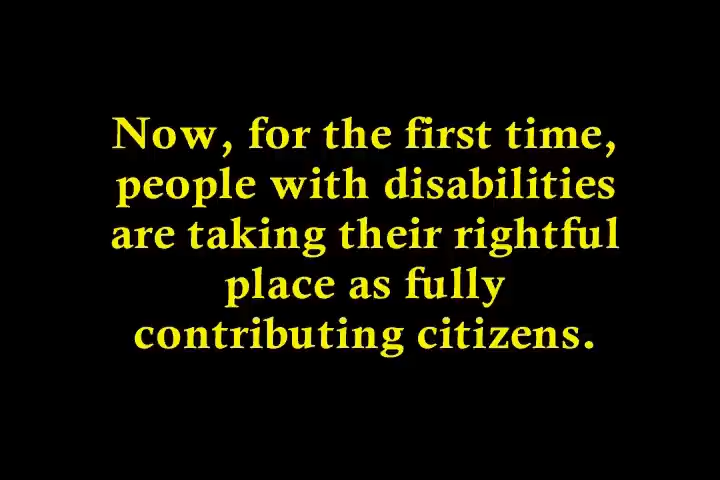 Now, for the first time,
people with disabilities
are taking their rightful
place as fully
contributing citizens.